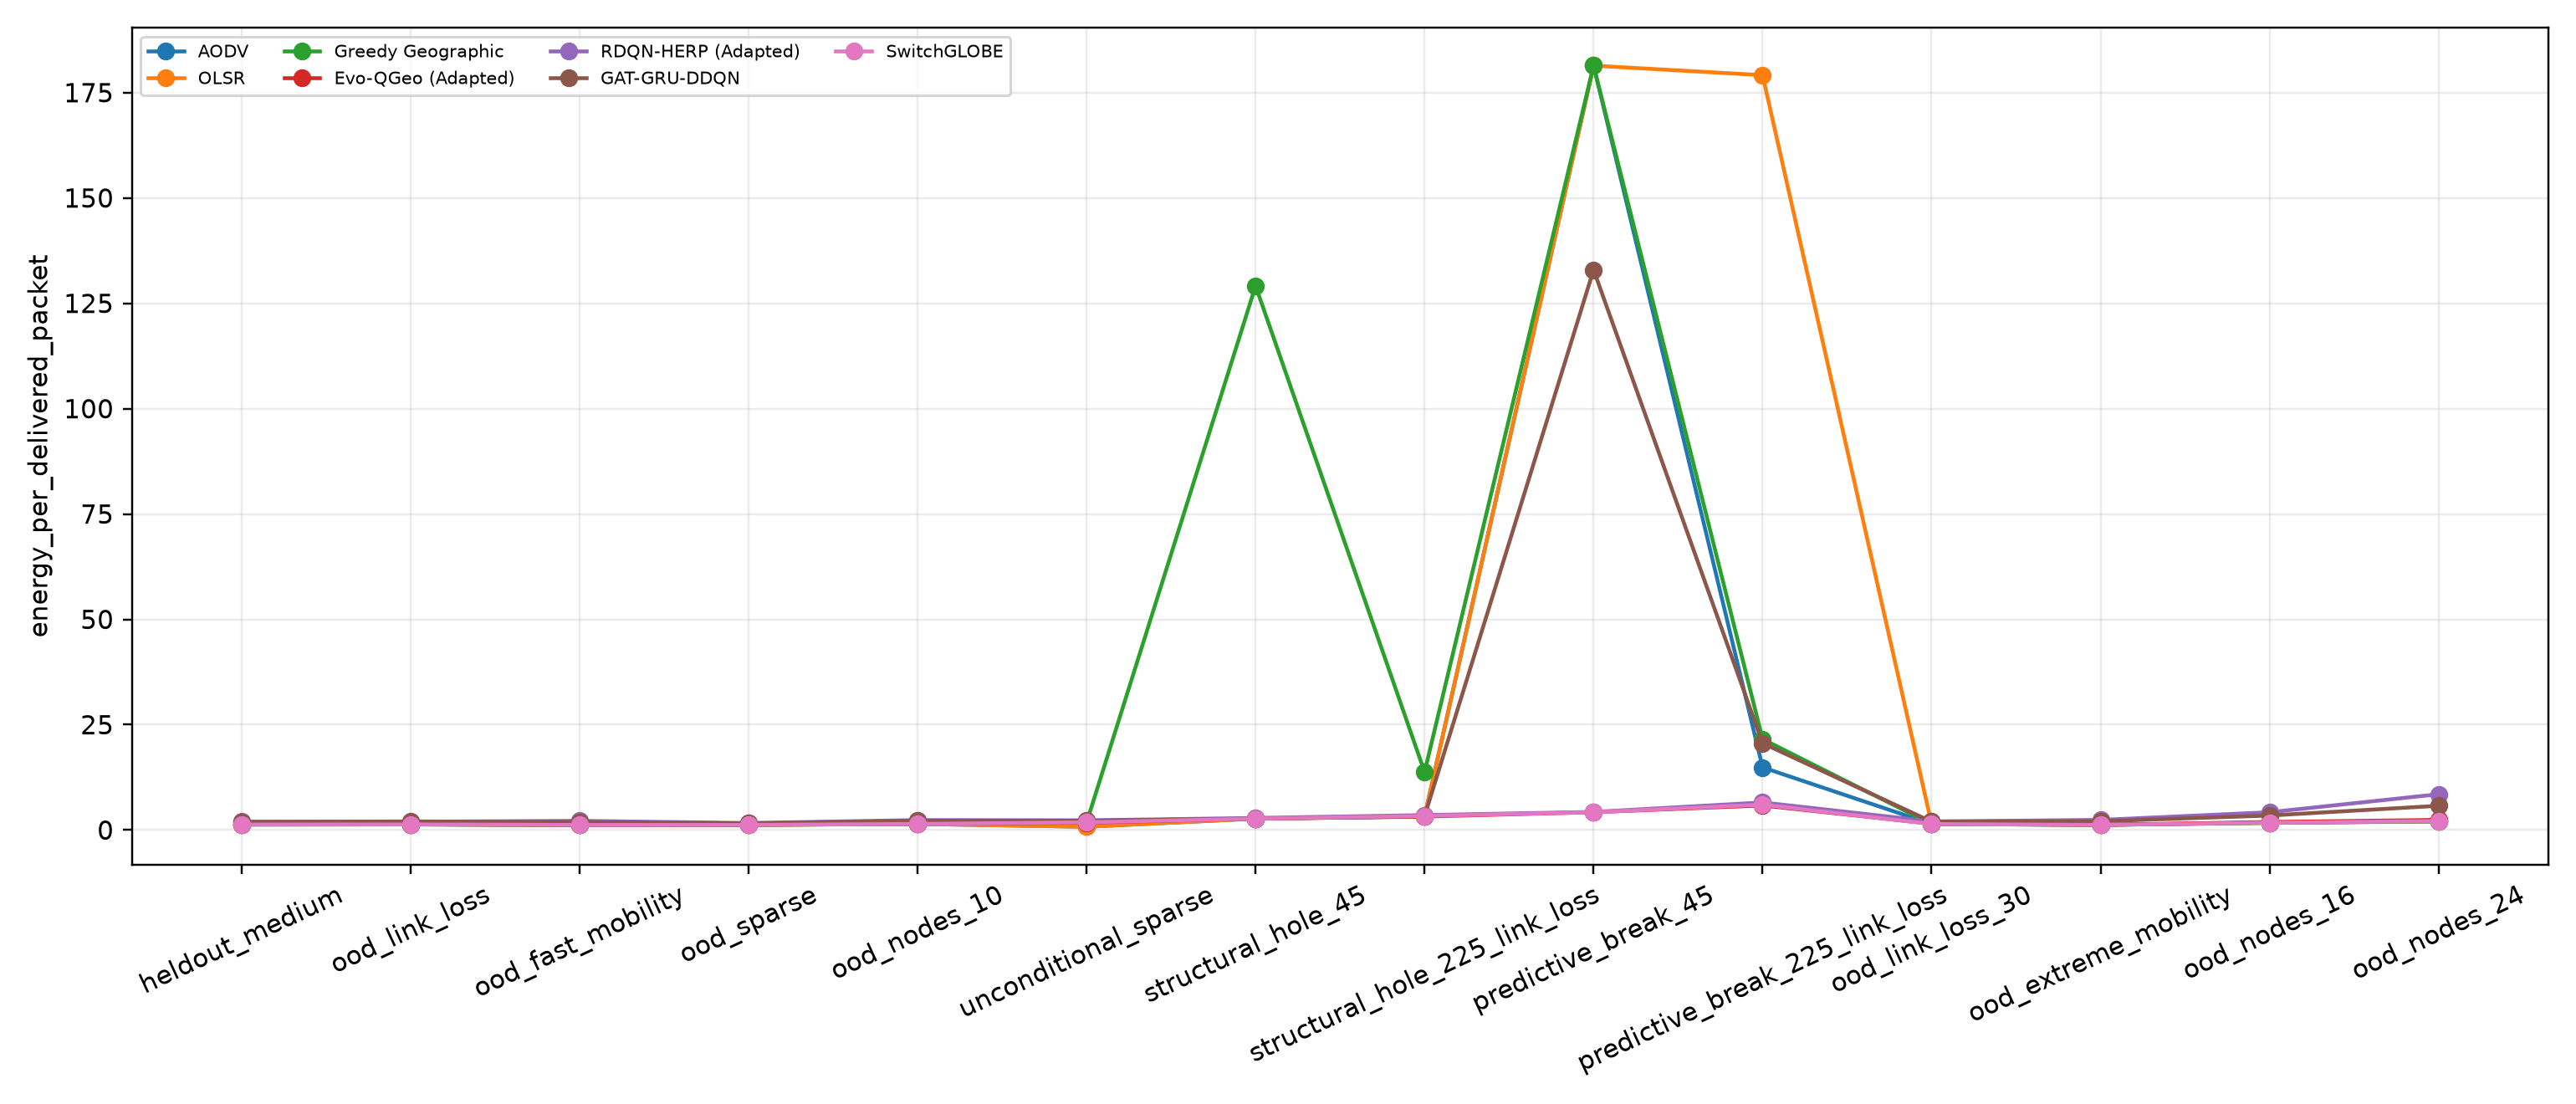 AODV
OLSR
Greedy Geographic
Evo-QGeo (Adapted)
RDQN-HERP (Adapted)
GAT-GRU-DDQN
SwitchGLOBE
energy_per_delivered_packet
175
150
125
100
75
50
25
0
heldout_medium
ood_link_loss
ood_fast_mobility
ood_sparse
ood_nodes_10
unconditional_sparse
structural_hole_45
structural_hole_225_link_loss
predictive_break_45
predictive_break_225_link_loss
ood_link_loss_30
ood_extreme_mobility
ood_nodes_16
ood_nodes_24